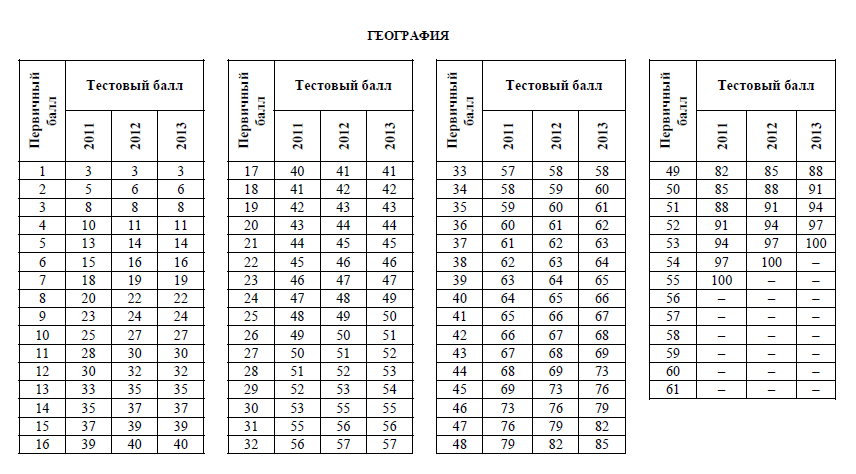 ГЕОГРАФИЯ
Первичный балл Тестовый балл
2011 2012 2013
1 3 3 3
2 5 6 6
3 8 8 8
4 10 11 11
5 13 14 14
6 15 16 16
7 18 19 19
8 20 22 22
9 23 24 24
10 25 27 27
11 28 30 30
12 30 32 32
13 33 35 35
14 35 37 37
15 37 39 39
16 39 40 40
Первичный балл Тестовый балл
2011 2012 2013
17 40 41 41
18 41 42 42
19 42 43 43
20 43 44 44
21 44 45 45
22 45 46 46
23 46 47 47
24 47 48 49
25 48 49 50
26 49 50 51
27 50 51 52
28 51 52 53
29 52 53 54
30 53 55 55
31 55 56 56
32 56 57 57
Первичный балл Тестовый балл
2011 2012 2013
33 57 58 58
34 58 59 60
35 59 60 61
36 60 61 62
37 61 62 63
38 62 63 64
39 63 64 65
40 64 65 66
41 65 66 67
42 66 67 68
43 67 68 69
44 68 69 73
45 69 73 76
46 73 76 79
47 76 79 82
48 79 82 85
Первичный балл Тестовый балл
2011 2012 2013
49 82 85 88
50 85 88 91
51 88 91 94
52 91 94 97
53 94 97 100
54 97 100 –
55 100 – –
56 – – –
57 – – –
58 – – –
59 – – –
60 – – –
61 – – –